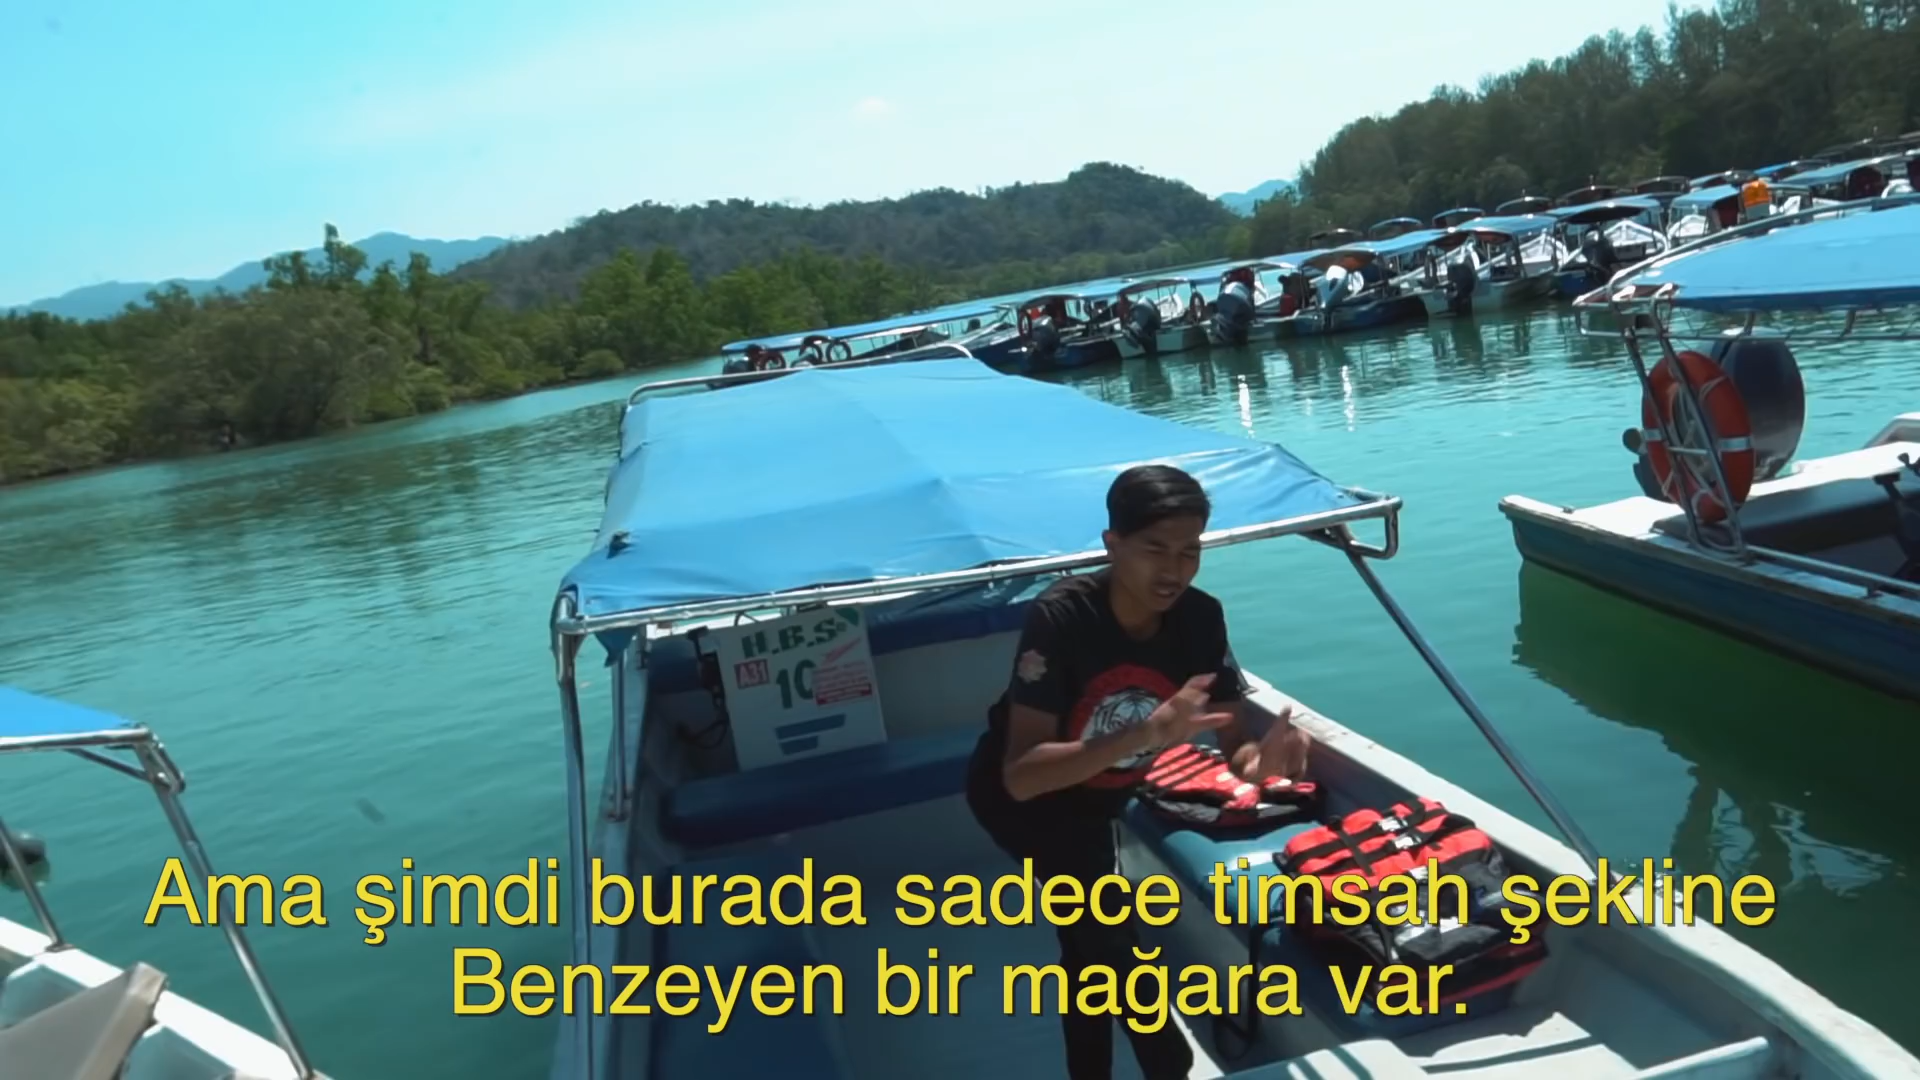 H.B.S
A31
10
Ama şimdi burada sadece timsah şekline
Benzeyen bir mağara var.